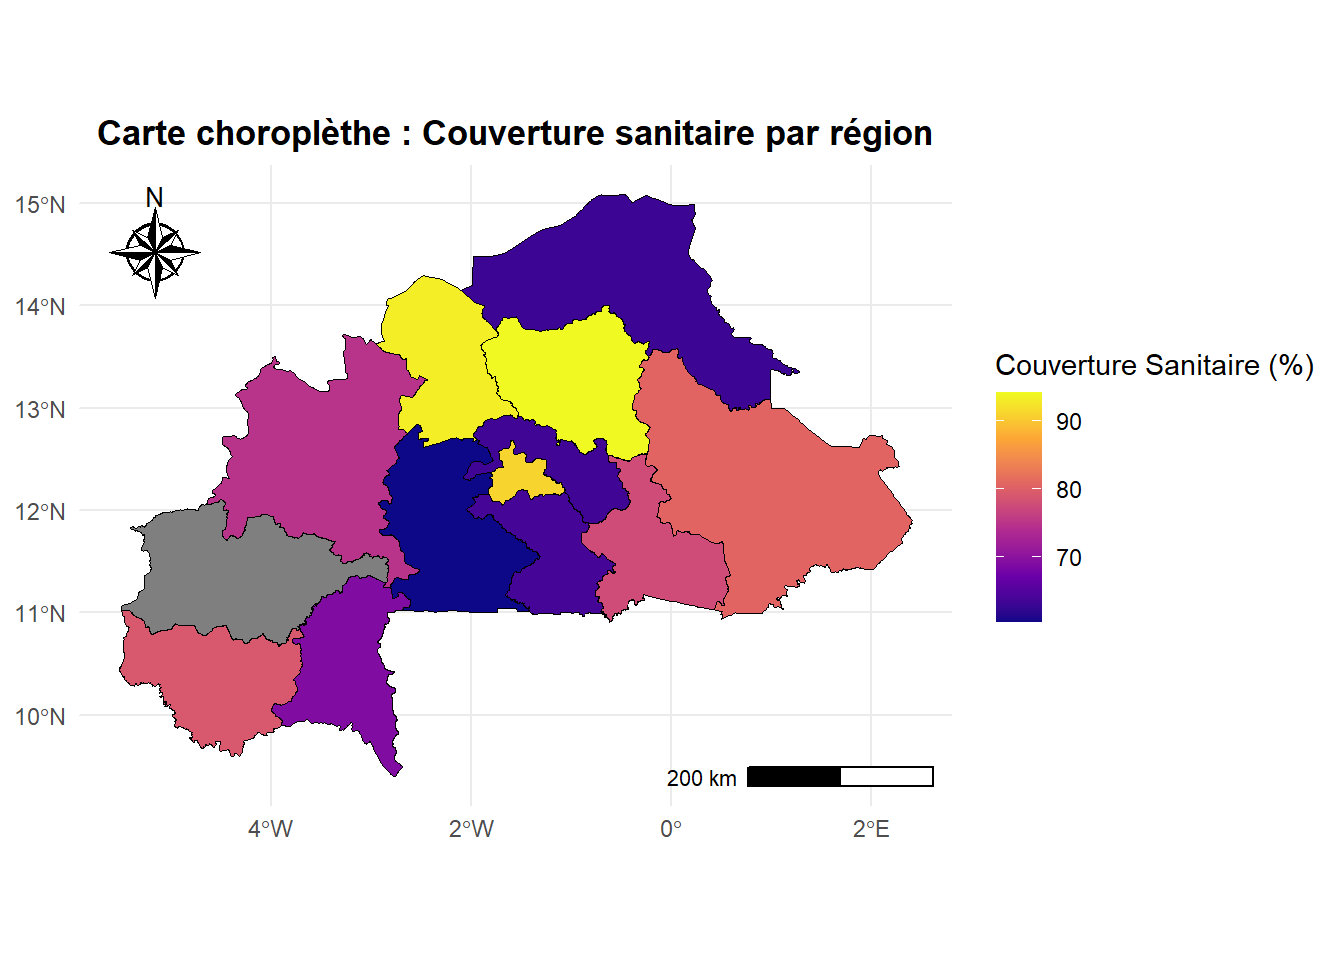 Carte choroplèthe : Couverture sanitaire par région
N
15°N
14°N
13°N
12°N
11°N
10°N
4°W
2°W
0°
2°E
200 km
Couverture Sanitaire (%)
90
80
70